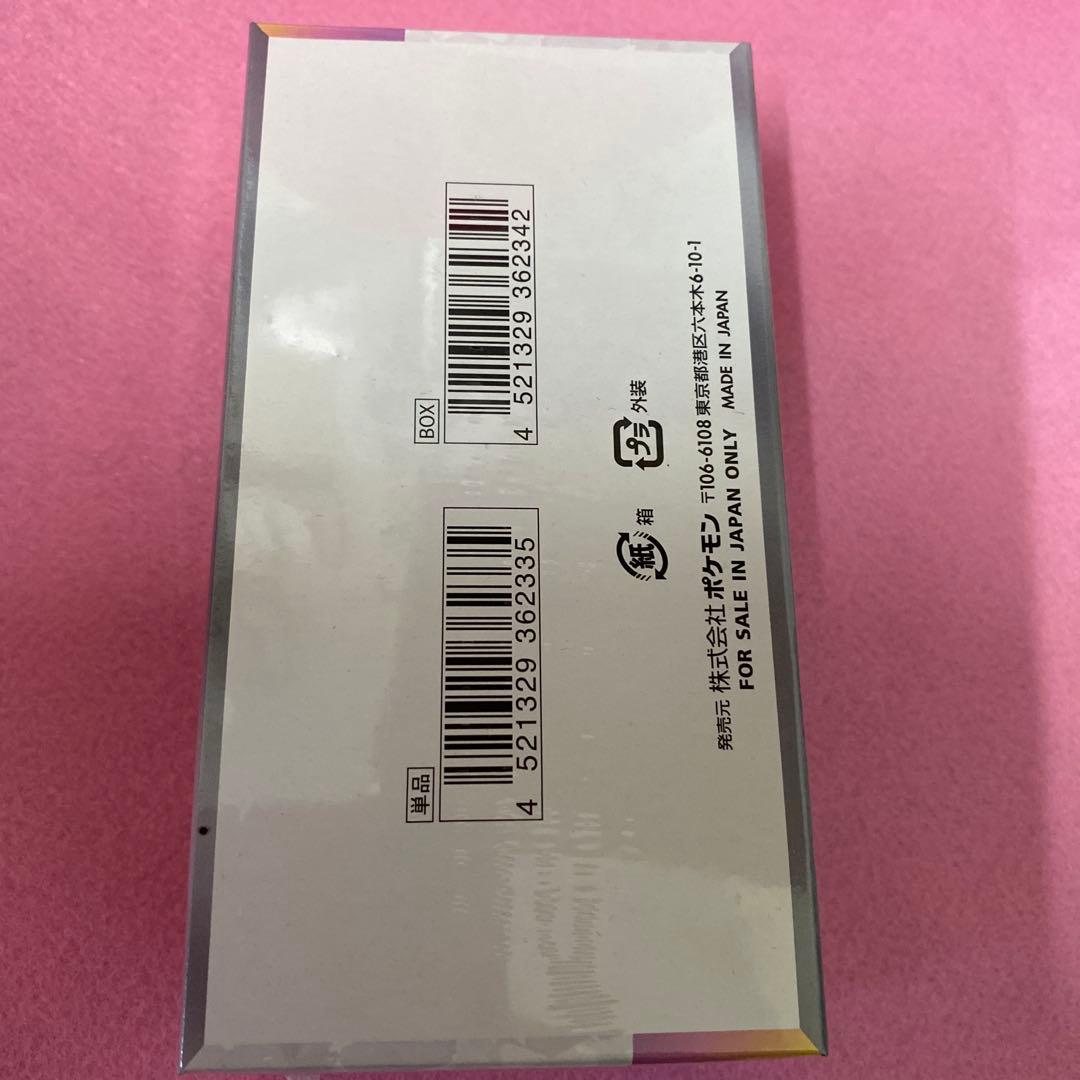 単品
4 521329 362335
BOX
4 521329 362342
紙 箱
プラ 外装
発売元 株式会社 ポケモン 〒106-6108 東京都港区六本木6-10-1
FOR SALE IN JAPAN ONLY MADE IN JAPAN